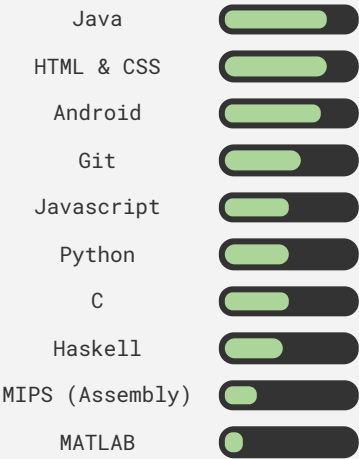 Java
HTML & CSS
Android
Git
Javascript
Python
C
Haskell
MIPS (Assembly)
MATLAB